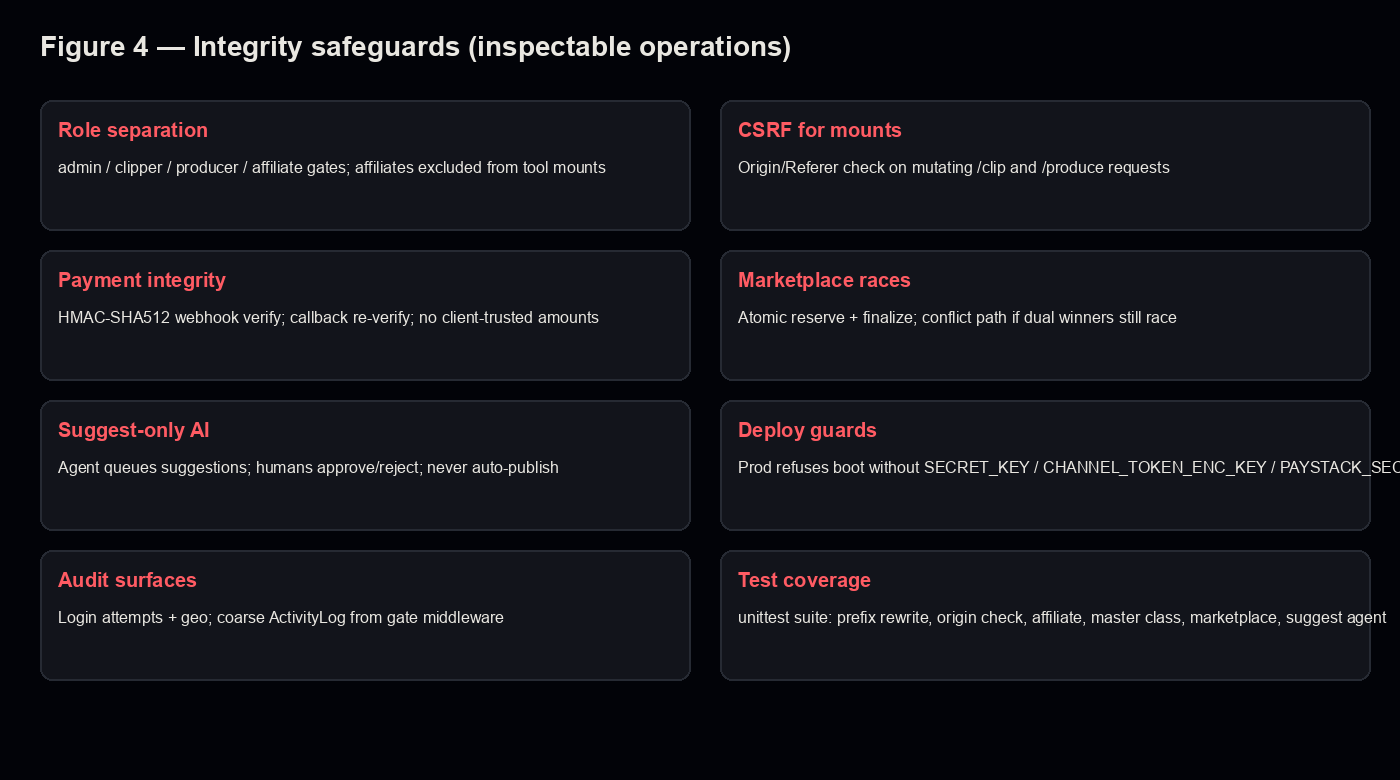 Figure 4 — Integrity safeguards (inspectable operations)
Role separation
admin / clipper / producer / affiliate gates; affiliates excluded from tool mounts
CSRF for mounts
Origin/Referer check on mutating /clip and /produce requests
Payment integrity
HMAC-SHA512 webhook verify; callback re-verify; no client-trusted amounts
Marketplace races
Atomic reserve + finalize; conflict path if dual winners still race
Suggest-only AI
Agent queues suggestions; humans approve/reject; never auto-publish
Deploy guards
Prod refuses boot without SECRET_KEY / CHANNEL_TOKEN_ENC_KEY / PAYSTACK_SEC
Audit surfaces
Login attempts + geo; coarse ActivityLog from gate middleware
Test coverage
unittest suite: prefix rewrite, origin check, affiliate, master class, marketplace, suggest agent